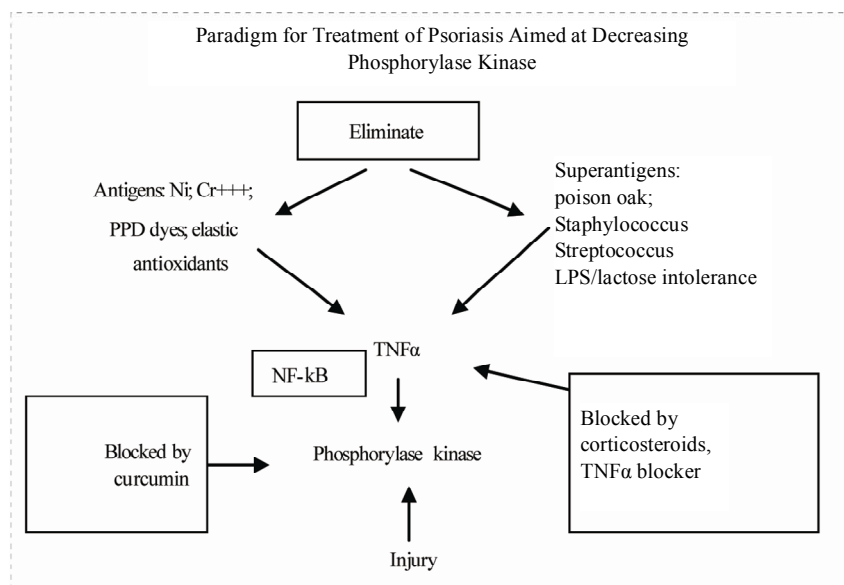 Paradigm for Treatment of Psoriasis Aimed at Decreasing
Phosphorylase Kinase
Eliminate
Antigens: Ni; Cr+++;
PPD dyes; elastic
antioxidants
Superantigens:
poison oak;
Staphylococcus
Streptococcus
LPS/lactose intolerance
TNFα
NF-kB
Blocked by
curcumin
Phosphorylase kinase
Blocked by
corticosteroids,
TNFα blocker
Injury